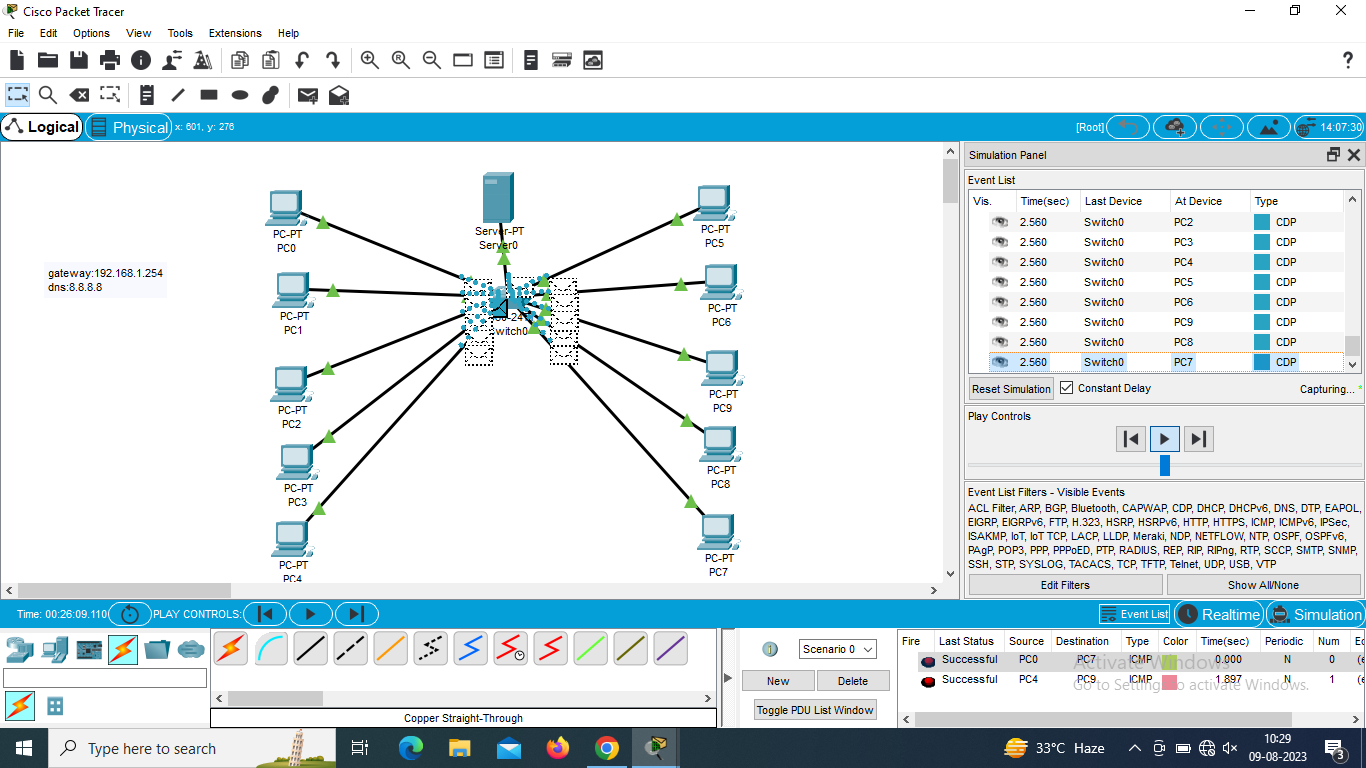 Cisco Packet Tracer
File Edit Options View Tools Extensions Help
Logical Physical x: 601, y: 276 [Root] 14:07:30
PC-PT
PC0
Server-PT
Server0
PC-PT
PC5
gateway:192.168.1.254
dns:8.8.8.8
PC-PT
PC1
PC-PT
PC6
witch0
PC-PT
PC2
PC-PT
PC9
PC-PT
PC3
PC-PT
PC8
PC-PT
PC4
PC-PT
PC7
Simulation Panel
Event List
Vis. Time(sec) Last Device At Device Type
2.560 Switch0 PC2 CDP
2.560 Switch0 PC3 CDP
2.560 Switch0 PC4 CDP
2.560 Switch0 PC5 CDP
2.560 Switch0 PC6 CDP
2.560 Switch0 PC9 CDP
2.560 Switch0 PC8 CDP
2.560 Switch0 PC7 CDP
Reset Simulation Constant Delay Capturing... *
Play Controls
Event List Filters - Visible Events
ACL Filter, ARP, BGP, Bluetooth, CAPWAP, CDP, DHCP, DHCPv6, DNS, DTP, EAPOL,
EIGRP, EIGRPv6, FTP, H.323, HSRP, HSRPv6, HTTP, HTTPS, ICMP, ICMPv6, IPSec,
ISAKMP, IoT, IoT TCP, LACP, LLDP, Meraki, NDP, NETFLOW, NTP, OSPF, OSPFv6,
PAgP, POP3, PPP, PPPoED, PTP, RADIUS, REP, RIP, RIPng, RTP, SCCP, SMTP, SNMP,
SSH, STP, SYSLOG, TACACS, TCP, TFTP, Telnet, UDP, USB, VTP
Edit Filters Show All/None
Time: 00:26:09.110 PLAY CONTROLS: Event List Realtime Simulation
Copper Straight-Through
Scenario 0
New Delete
Toggle PDU List Window
Fire Last Status Source Destination Type Color Time(sec) Periodic Num
Successful PC0 PC7 ICMP 0.000 N 0 (e
Successful PC4 PC9 ICMP 1.897 N 1 (e
Activate Windows
Go to Settings to activate Windows.
Type here to search
33°C Haze
10:29
09-08-2023
3